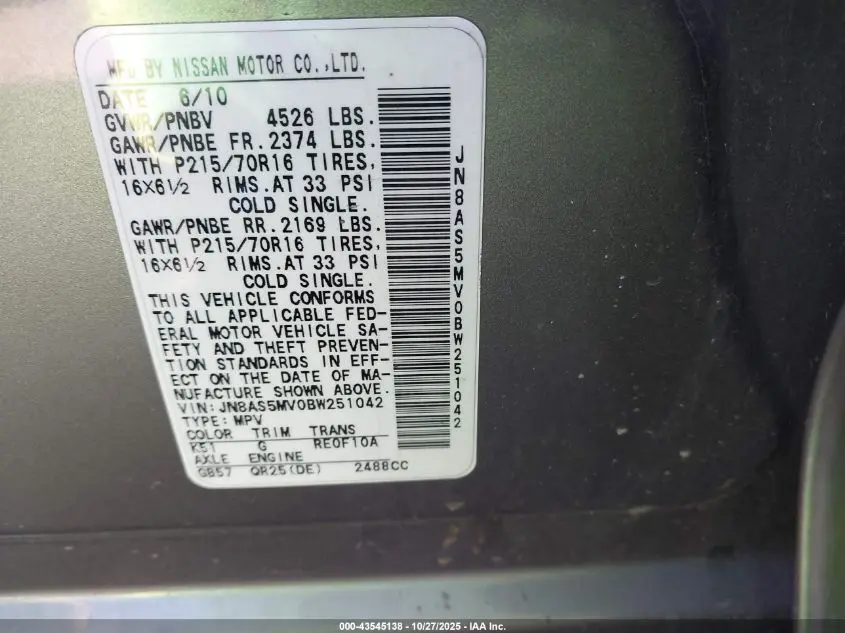 MFD BY NISSAN MOTOR CO.,LTD.
DATE 6/10
GVWR/PNBV 4526 LBS.
GAWR/PNBE FR.2374 LBS.
WITH P215/70R16 TIRES,
16X6½ RIMS.AT 33 PSI
COLD SINGLE.
GAWR/PNBE RR.2169 LBS.
WITH P215/70R16 TIRES,
16X6½ RIMS.AT 33 PSI
COLD SINGLE.
THIS VEHICLE CONFORMS
TO ALL APPLICABLE FED-
ERAL MOTOR VEHICLE SA-
FETY AND THEFT PREVEN-
TION STANDARDS IN EFF-
ECT ON THE DATE OF MA-
NUFACTURE SHOWN ABOVE.
VIN: JN8AS5MV0BW251042
TYPE: MPV
COLOR TRIM TRANS
K51 G RE0F10A
AXLE ENGINE
GB57 QR25(DE) 2488CC
JN8AS5MV0BW251042
000-43545138 - 10/27/2025 - IAA Inc.